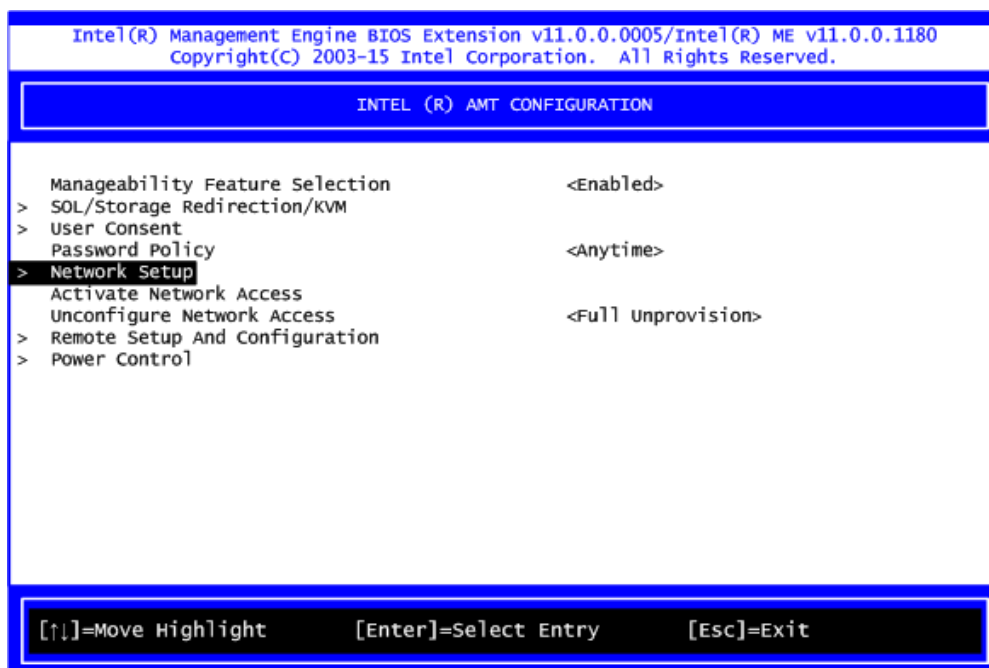 Intel(R) Management Engine BIOS Extension v11.0.0.0005/Intel(R) ME v11.0.0.1180
Copyright(C) 2003-15 Intel Corporation.  All Rights Reserved.
INTEL (R) AMT CONFIGURATION
Manageability Feature Selection <Enabled>
> SOL/Storage Redirection/KVM
> User Consent
Password Policy <Anytime>
> Network Setup
Activate Network Access
Unconfigure Network Access <Full Unprovision>
> Remote Setup And Configuration
> Power Control
[↑↓]=Move Highlight [Enter]=Select Entry [Esc]=Exit